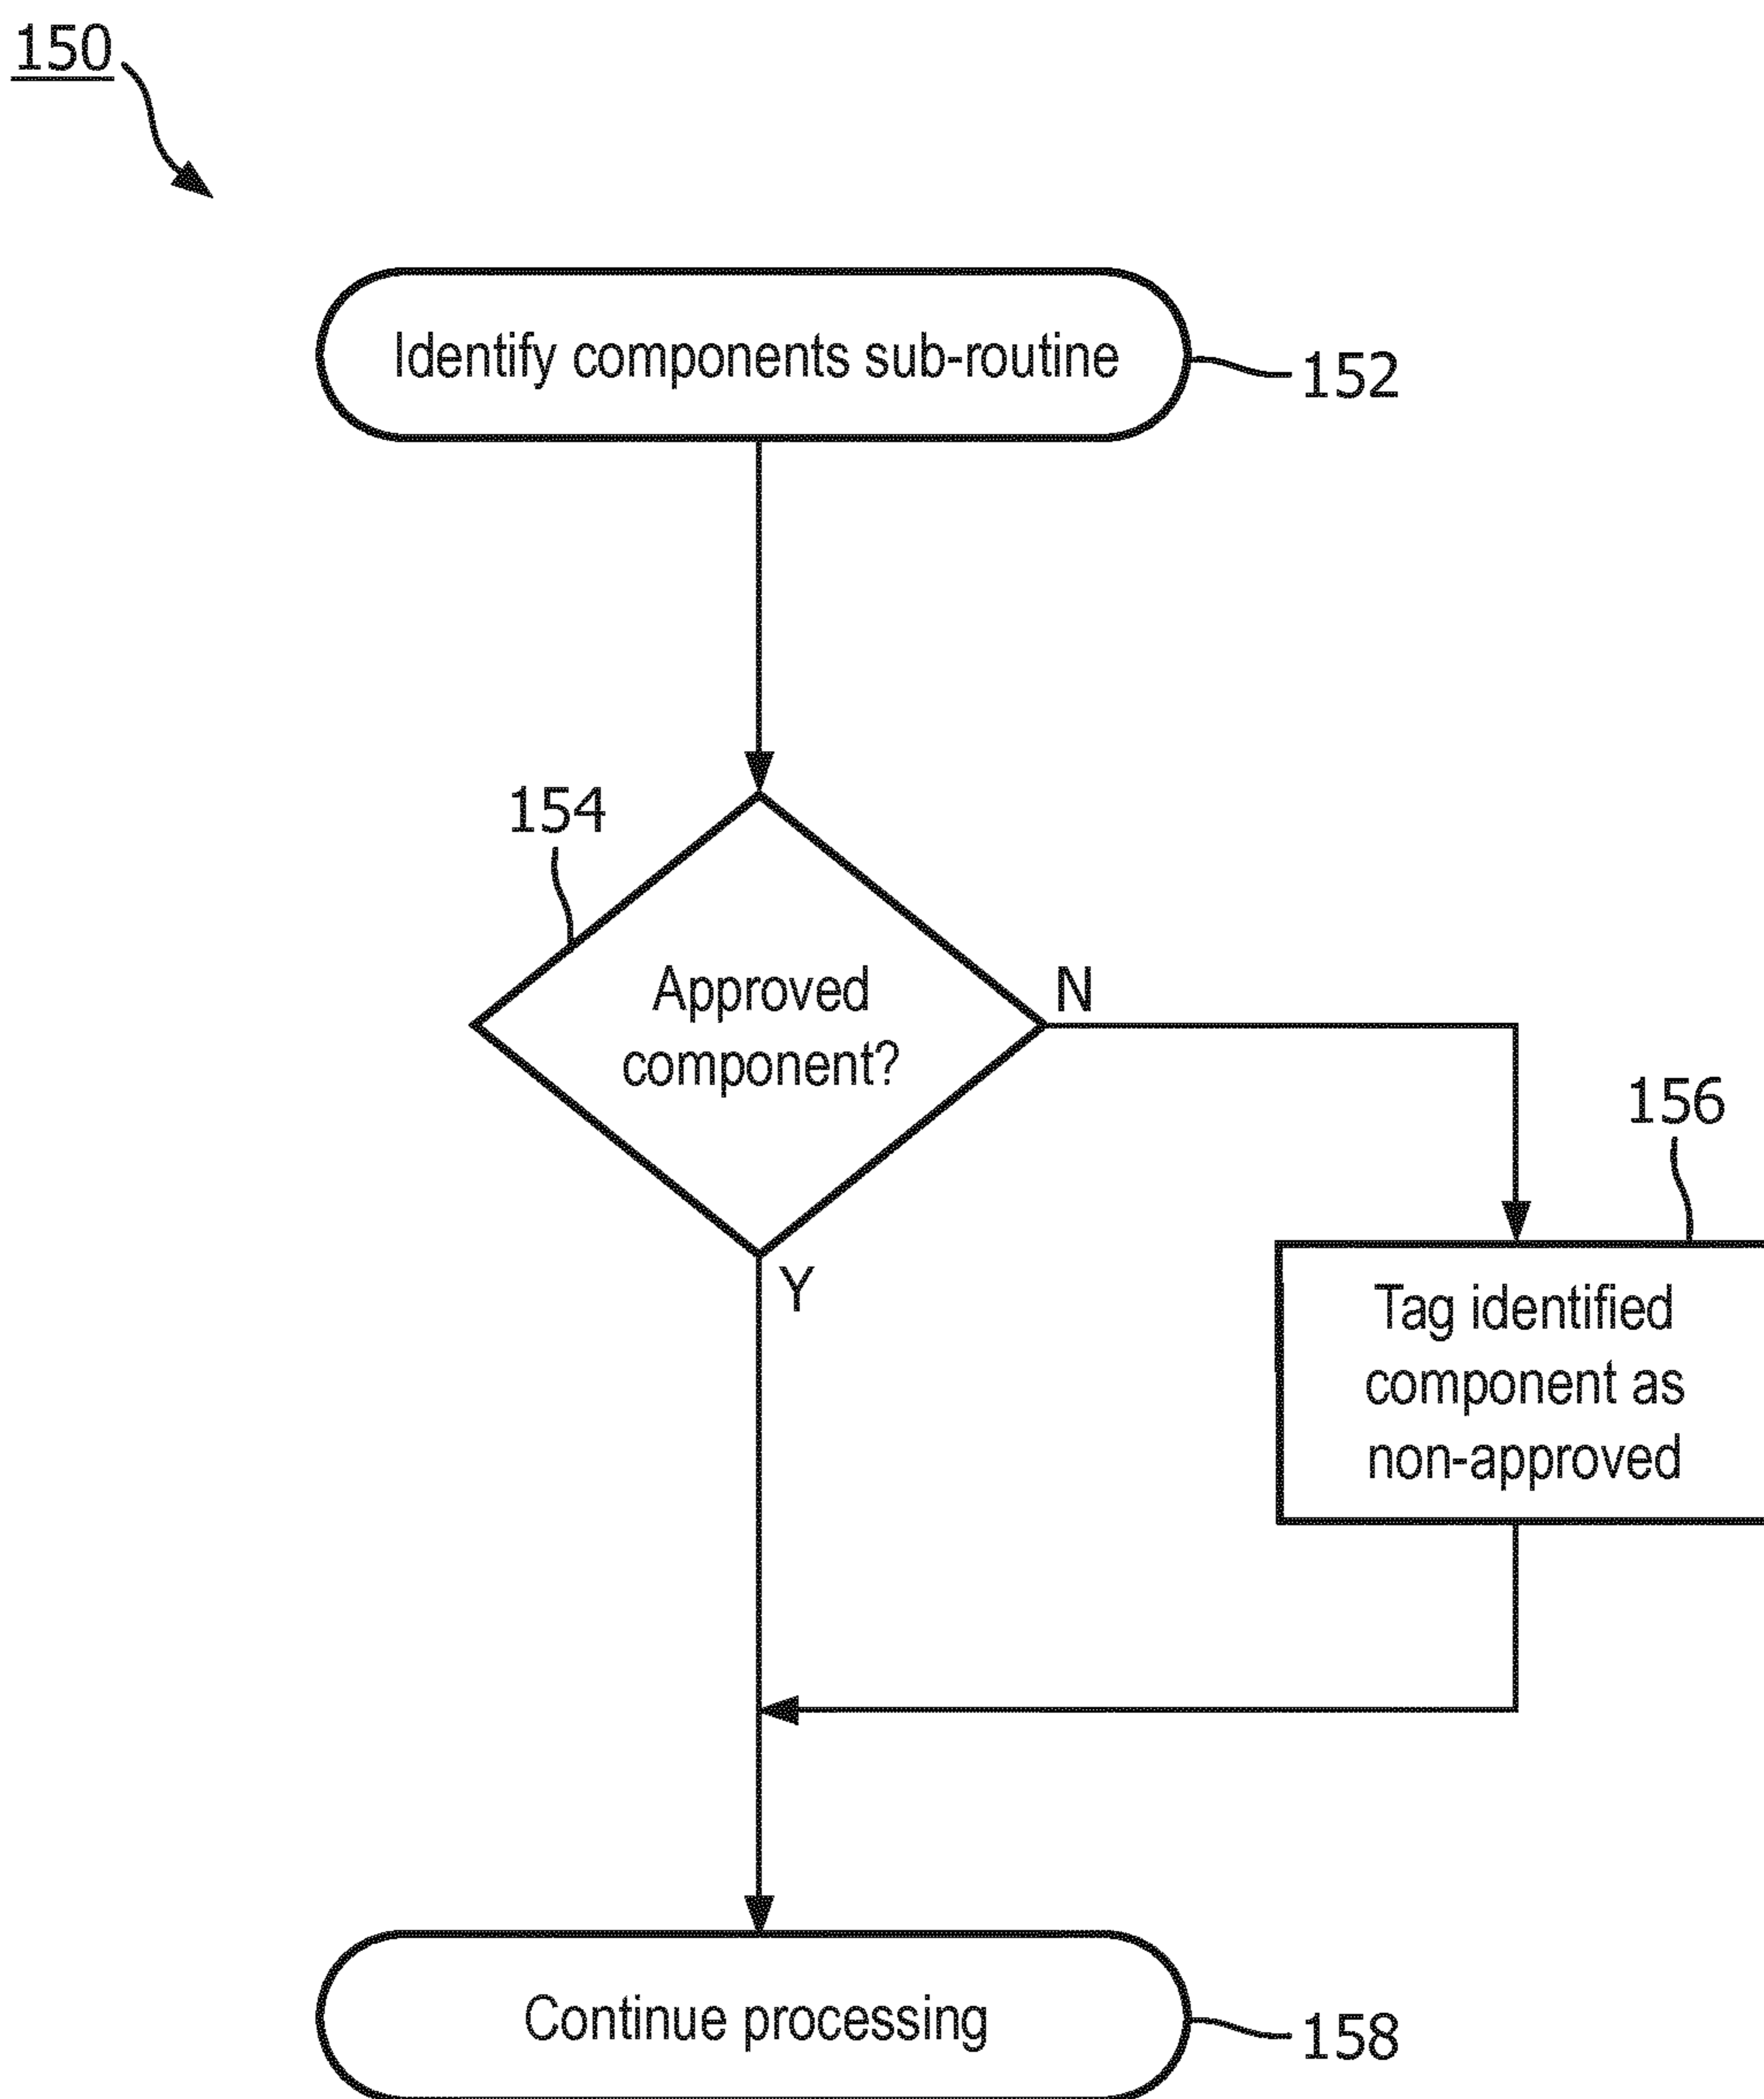 150
Identify components sub-routine
152
154
Approved
component?
N
Y
156
Tag identified
component as
non-approved
Continue processing
158